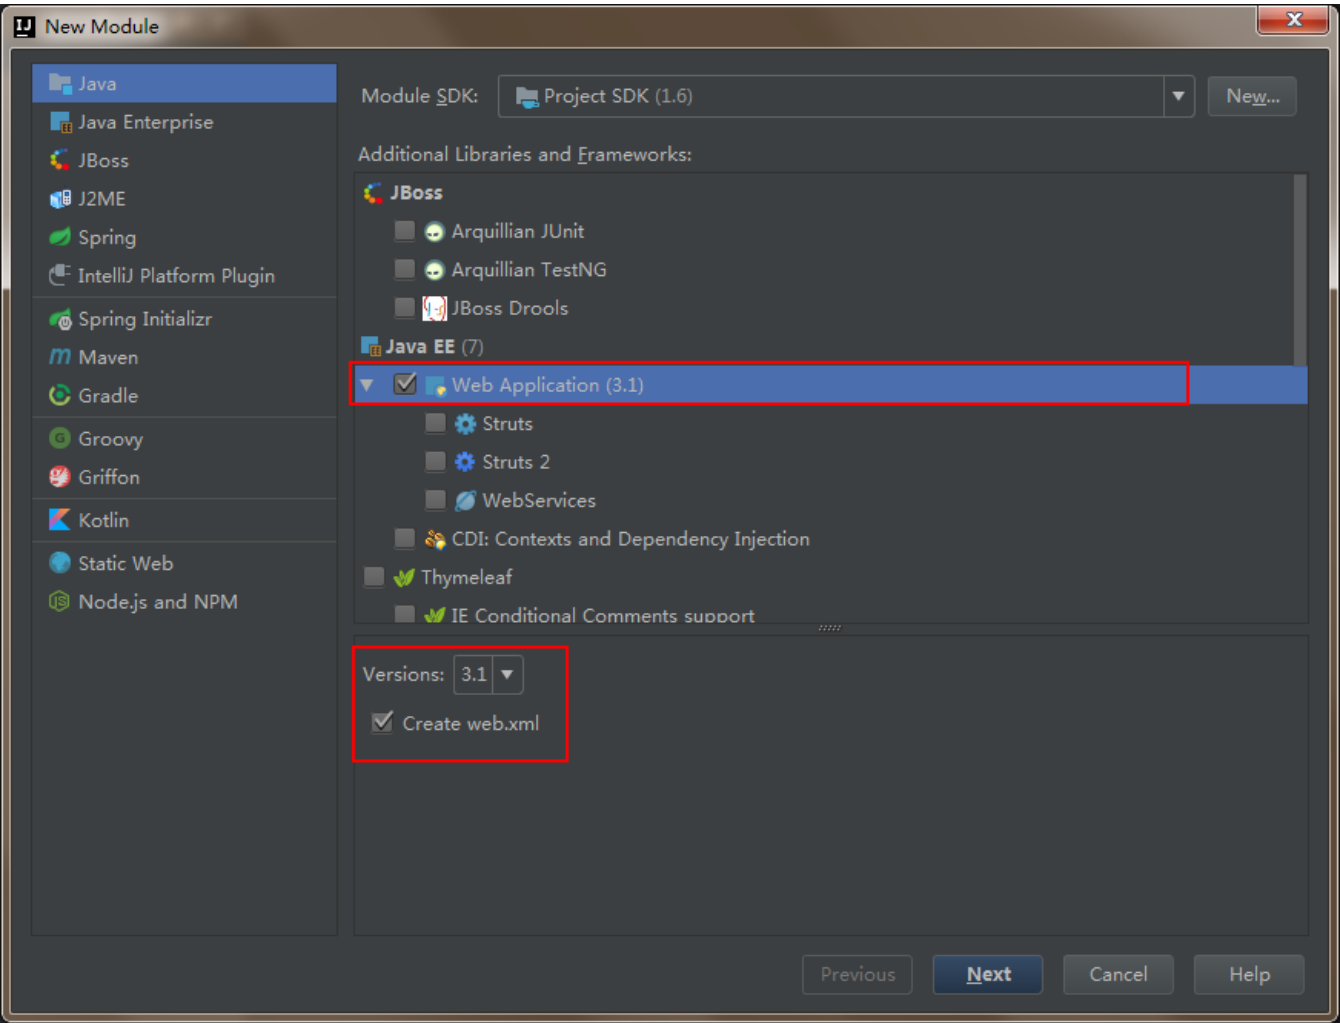 New Module
Java
Java Enterprise
JBoss
J2ME
Spring
IntelliJ Platform Plugin
Spring Initializr
Maven
Gradle
Groovy
Griffon
Kotlin
Static Web
Node.js and NPM
Module SDK: Project SDK (1.6) New...
Additional Libraries and Frameworks:
JBoss
Arquillian JUnit
Arquillian TestNG
JBoss Drools
Java EE (7)
Web Application (3.1)
Struts
Struts 2
WebServices
CDI: Contexts and Dependency Injection
Thymeleaf
IE Conditional Comments support
Versions: 3.1
Create web.xml
Previous Next Cancel Help